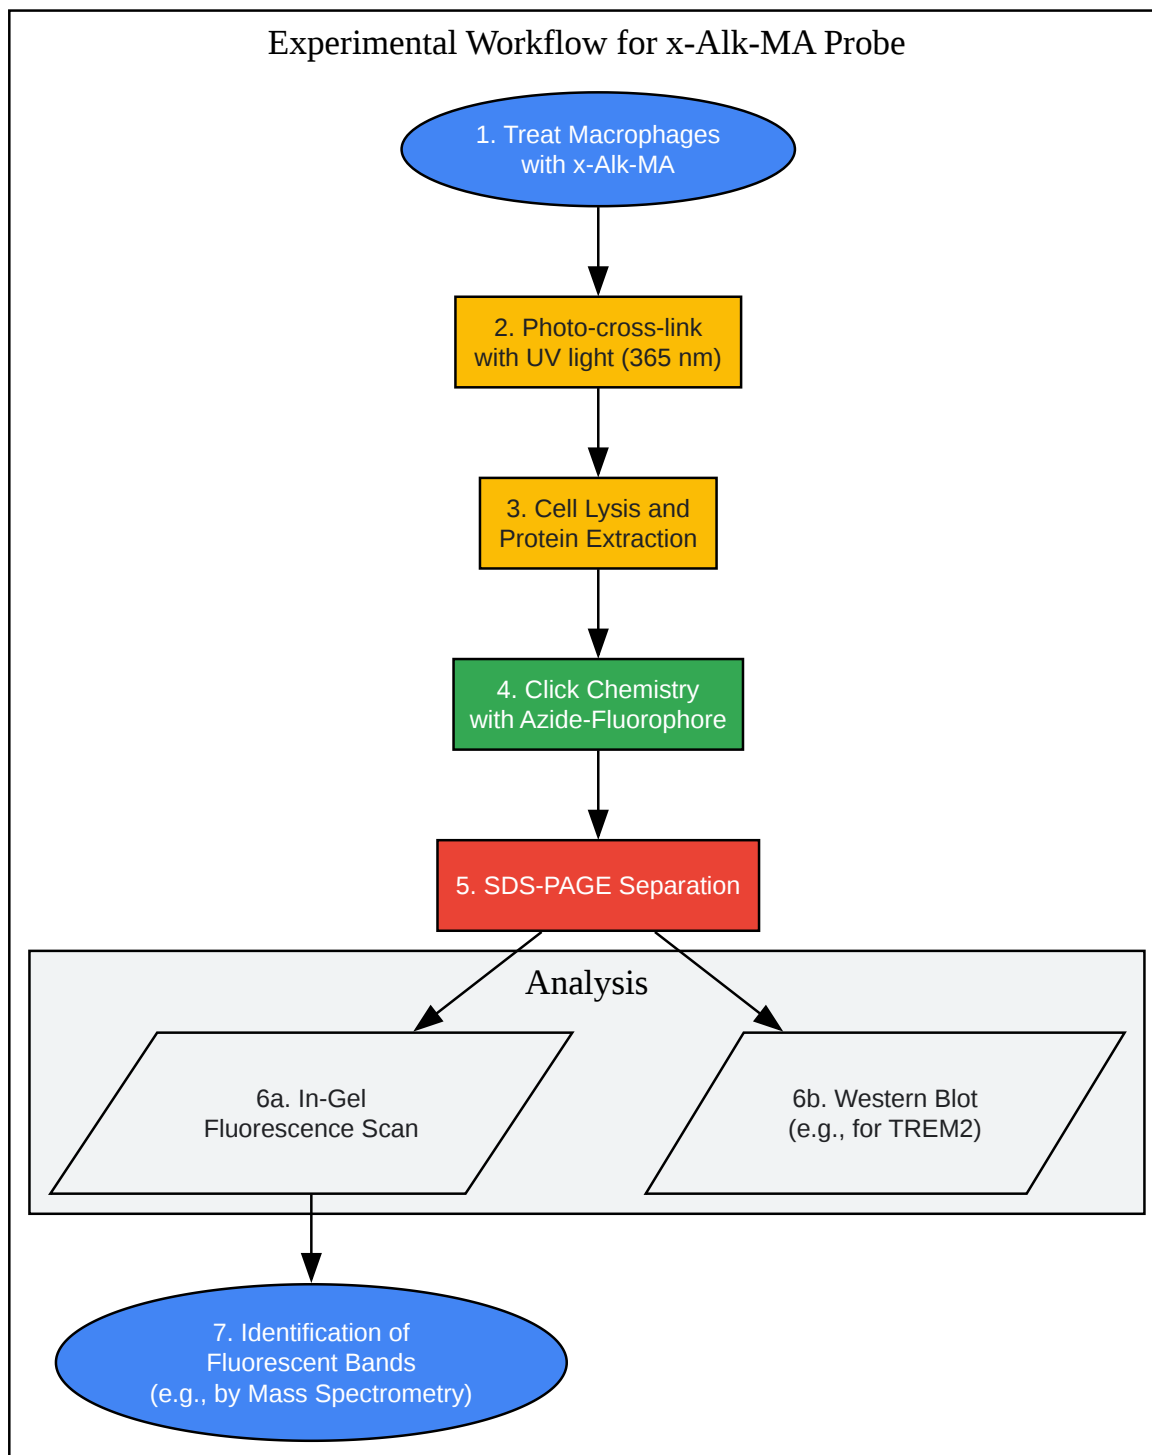 Experimental Workflow for x-Alk-MA Probe
1. Treat Macrophages
with x-Alk-MA
2. Photo-cross-link
with UV light (365 nm)
3. Cell Lysis and
Protein Extraction
4. Click Chemistry
with Azide-Fluorophore
5. SDS-PAGE Separation
Analysis
6a. In-Gel
Fluorescence Scan
6b. Western Blot
(e.g., for TREM2)
7. Identification of
Fluorescent Bands
(e.g., by Mass Spectrometry)